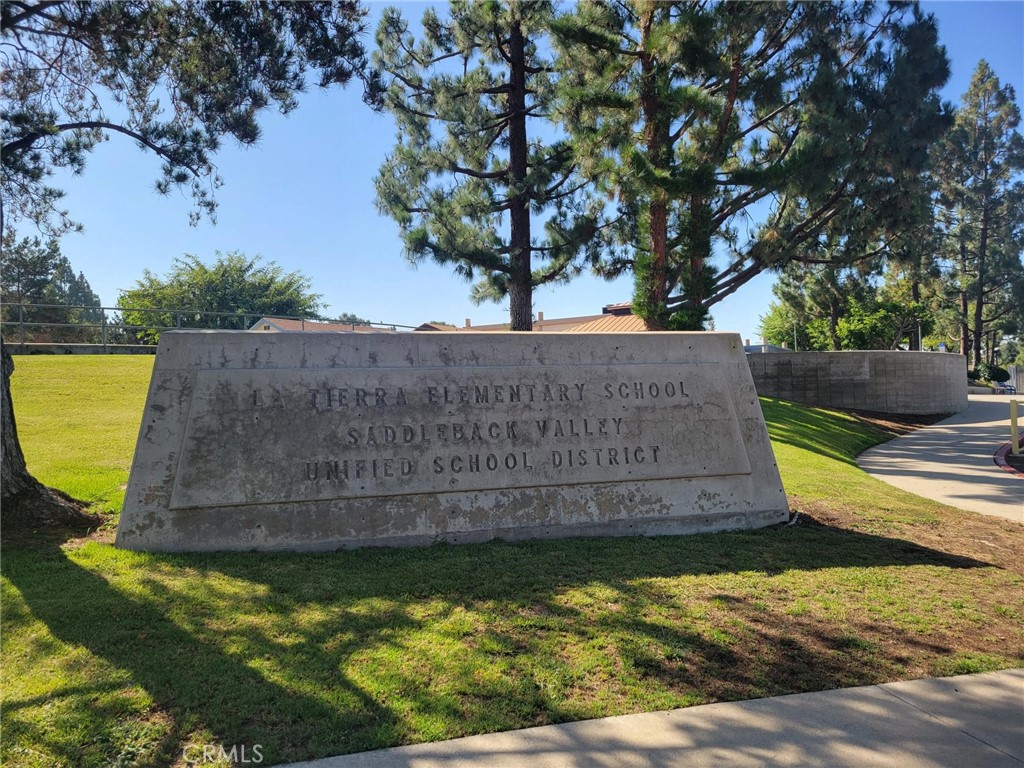 LA TIERRA ELEMENTARY SCHOOL
SADDLEBACK VALLEY
UNIFIED SCHOOL DISTRICT
CRMLS